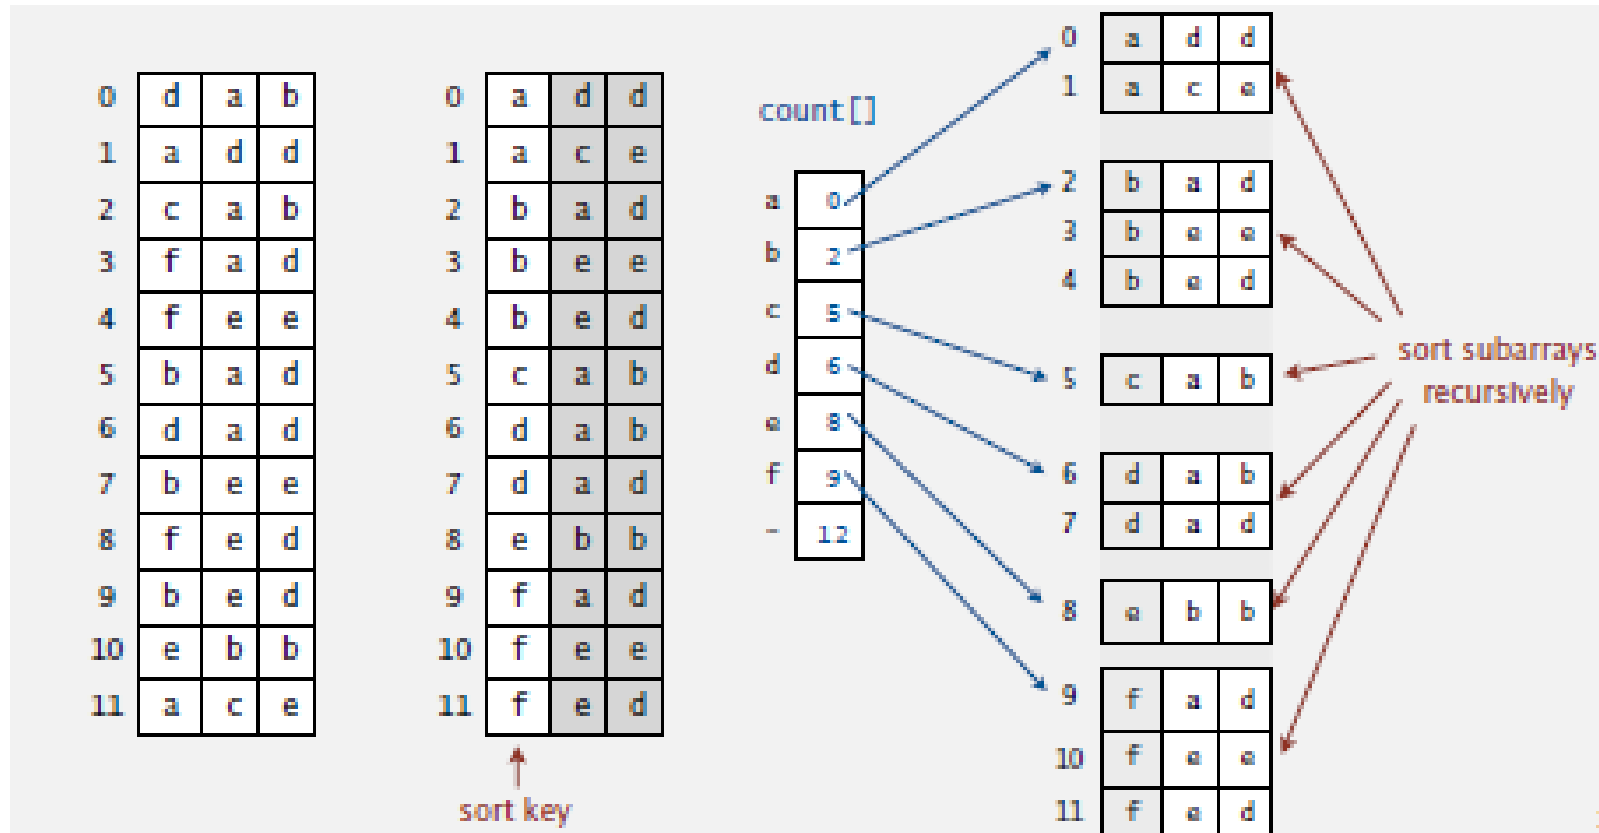 0 d a b
1 a d d
2 c a b
3 f a d
4 f e e
5 b a d
6 d a d
7 b e e
8 f e d
9 b e d
10 e b b
11 a c e
0 a d d
1 a c e
2 b a d
3 b e e
4 b e d
5 c a b
6 d a b
7 d a d
8 e b b
9 f a d
10 f e e
11 f e d
sort key
count[]
a 0
b 2
c 5
d 6
e 8
f 9
- 12
0 a d d
1 a c e
2 b a d
3 b e e
4 b e d
5 c a b
6 d a b
7 d a d
8 e b b
9 f a d
10 f e e
11 f e d
sort subarrays
recursively